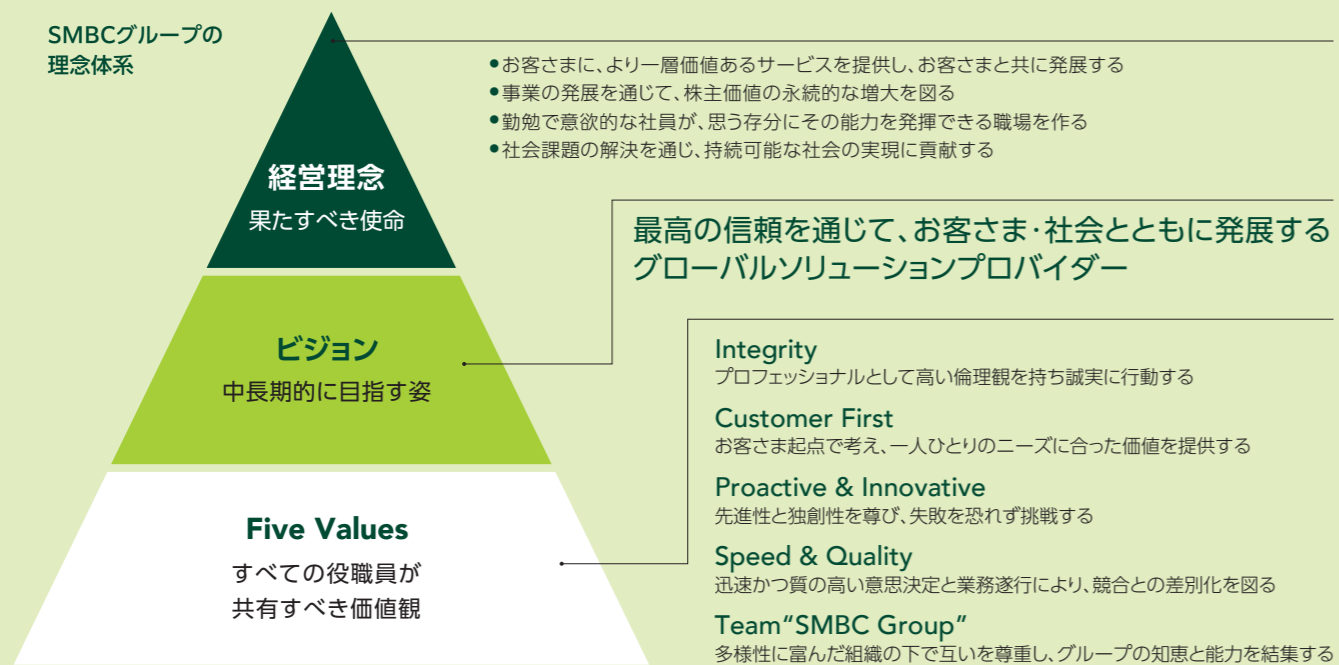 SMBCグループの
理念体系
経営理念
果たすべき使命
●お客さまに、より一層価値あるサービスを提供し、お客さまと共に発展する
●事業の発展を通じて、株主価値の永続的な増大を図る
●勤勉で意欲的な社員が、思う存分にその能力を発揮できる職場を作る
●社会課題の解決を通じ、持続可能な社会の実現に貢献する
ビジョン
中長期的に目指す姿
最高の信頼を通じて、お客さま・社会とともに発展する
グローバルソリューションプロバイダー
Five Values
すべての役職員が
共有すべき価値観
Integrity
プロフェッショナルとして高い倫理観を持ち誠実に行動する
Customer First
お客さま起点で考え、一人ひとりのニーズに合った価値を提供する
Proactive & Innovative
先進性と独創性を尊び、失敗を恐れず挑戦する
Speed & Quality
迅速かつ質の高い意思決定と業務遂行により、競合との差別化を図る
Team“SMBC Group”
多様性に富んだ組織の下で互いを尊重し、グループの知恵と能力を結集する